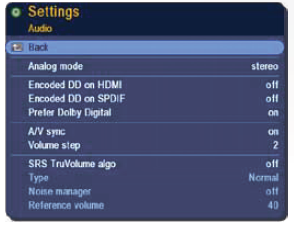 Settings
Audio
Back
Analog mode stereo
Encoded DD on HDMI off
Encoded DD on SPDIF off
Prefer Dolby Digital on
A/V sync on
Volume step 2
SRS TruVolume algo off
Type Normal
Noise manager off
Reference volume 40